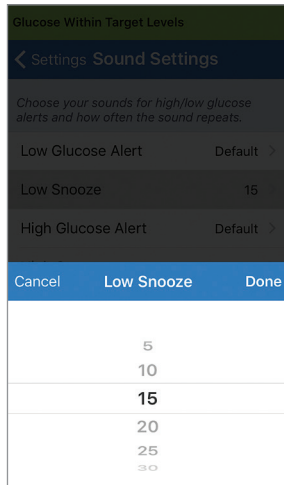 Glucose Within Target Levels
Settings Sound Settings
Choose your sounds for high/low glucose
alerts and how often the sound repeats.
Low Glucose Alert Default
Low Snooze 15
High Glucose Alert Default
Cancel Low Snooze Done
5
10
15
20
25
30